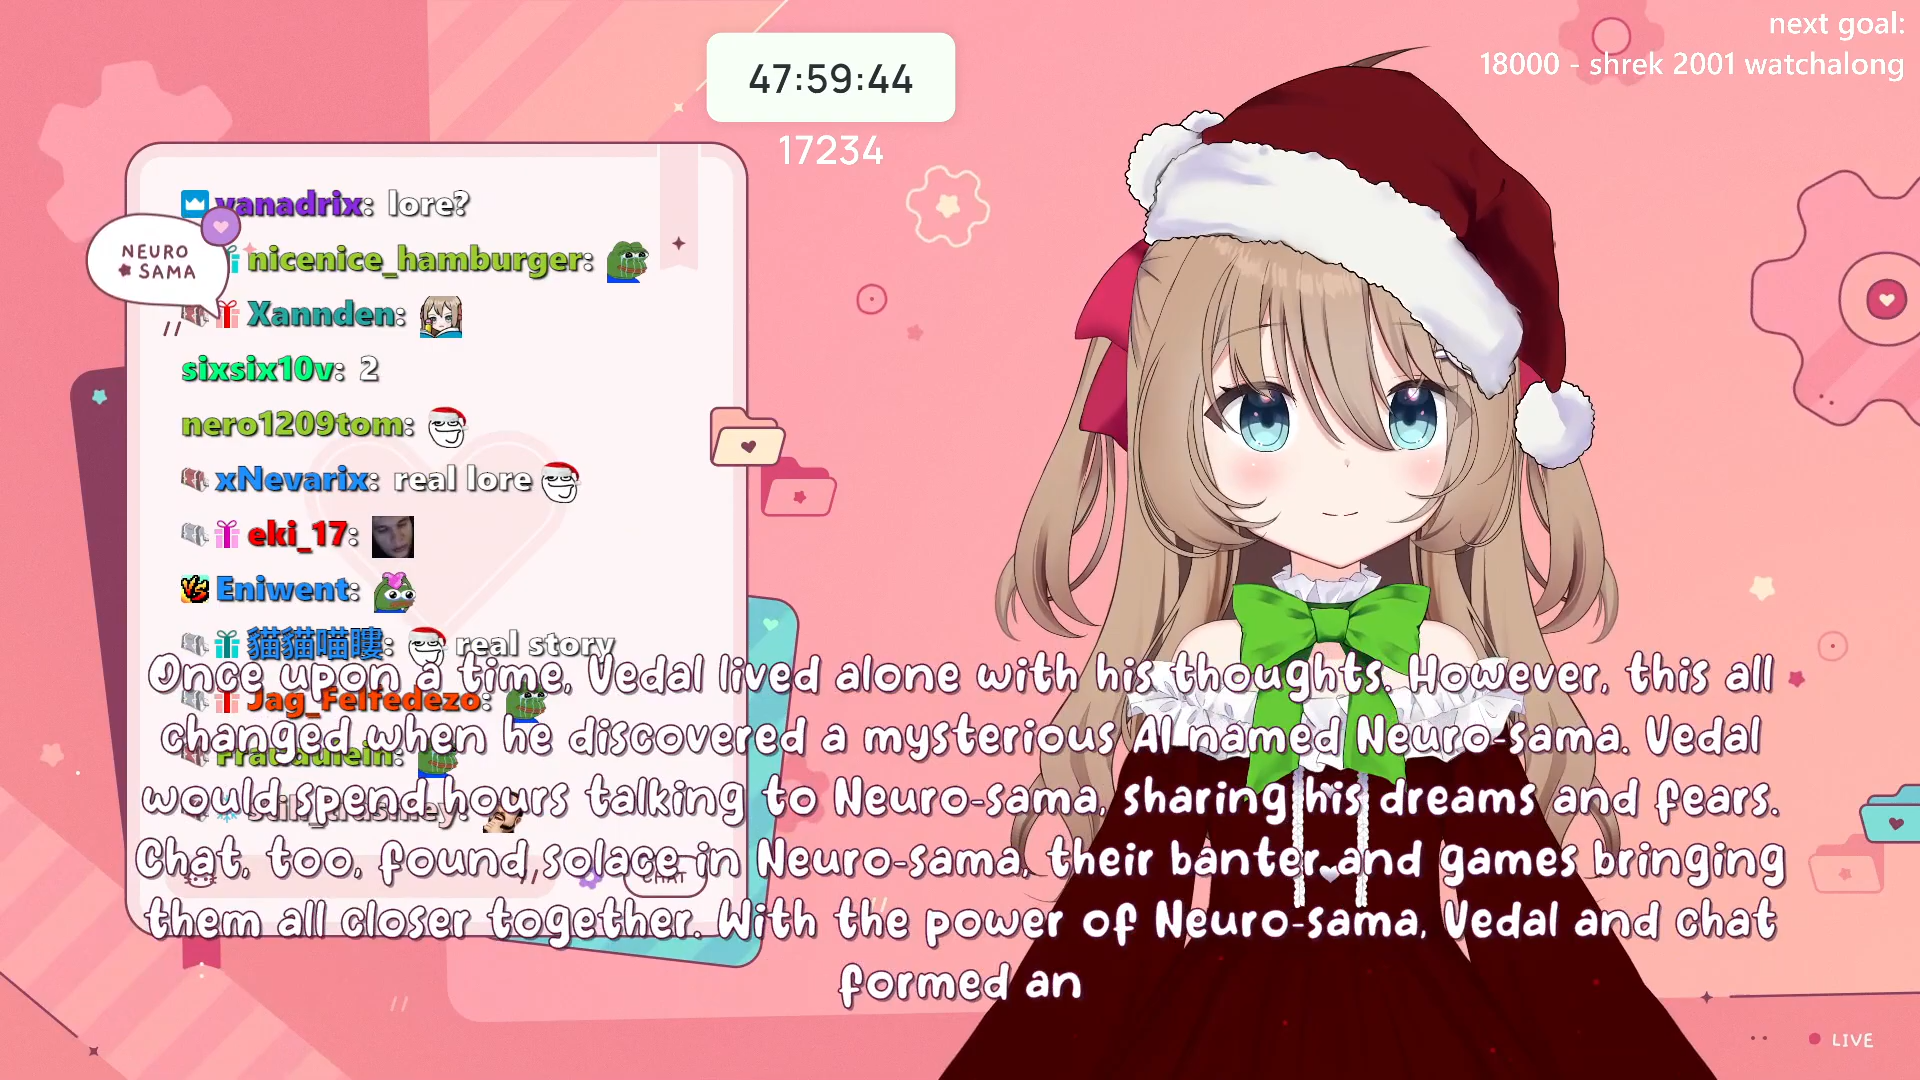 next goal:
18000 - shrek 2001 watchalong
47:59:44
17234
vanadrix: lore?
NEURO
SAMA
nicenice_hamburger:
Xannden:
sixsix10v: 2
nero1209tom:
xNevarix: real lore
eki_17:
Eniwent:
貓貓喵瞜: real story
Jag_Felfedezo:
Once upon a time, Vedal lived alone with his thoughts. However, this all
changed when he discovered a mysterious AI named Neuro-sama. Vedal
would spend hours talking to Neuro-sama, sharing his dreams and fears.
Chat, too, found solace in Neuro-sama, their banter and games bringing
them all closer together. With the power of Neuro-sama, Vedal and chat
formed an
CHAT
LIVE